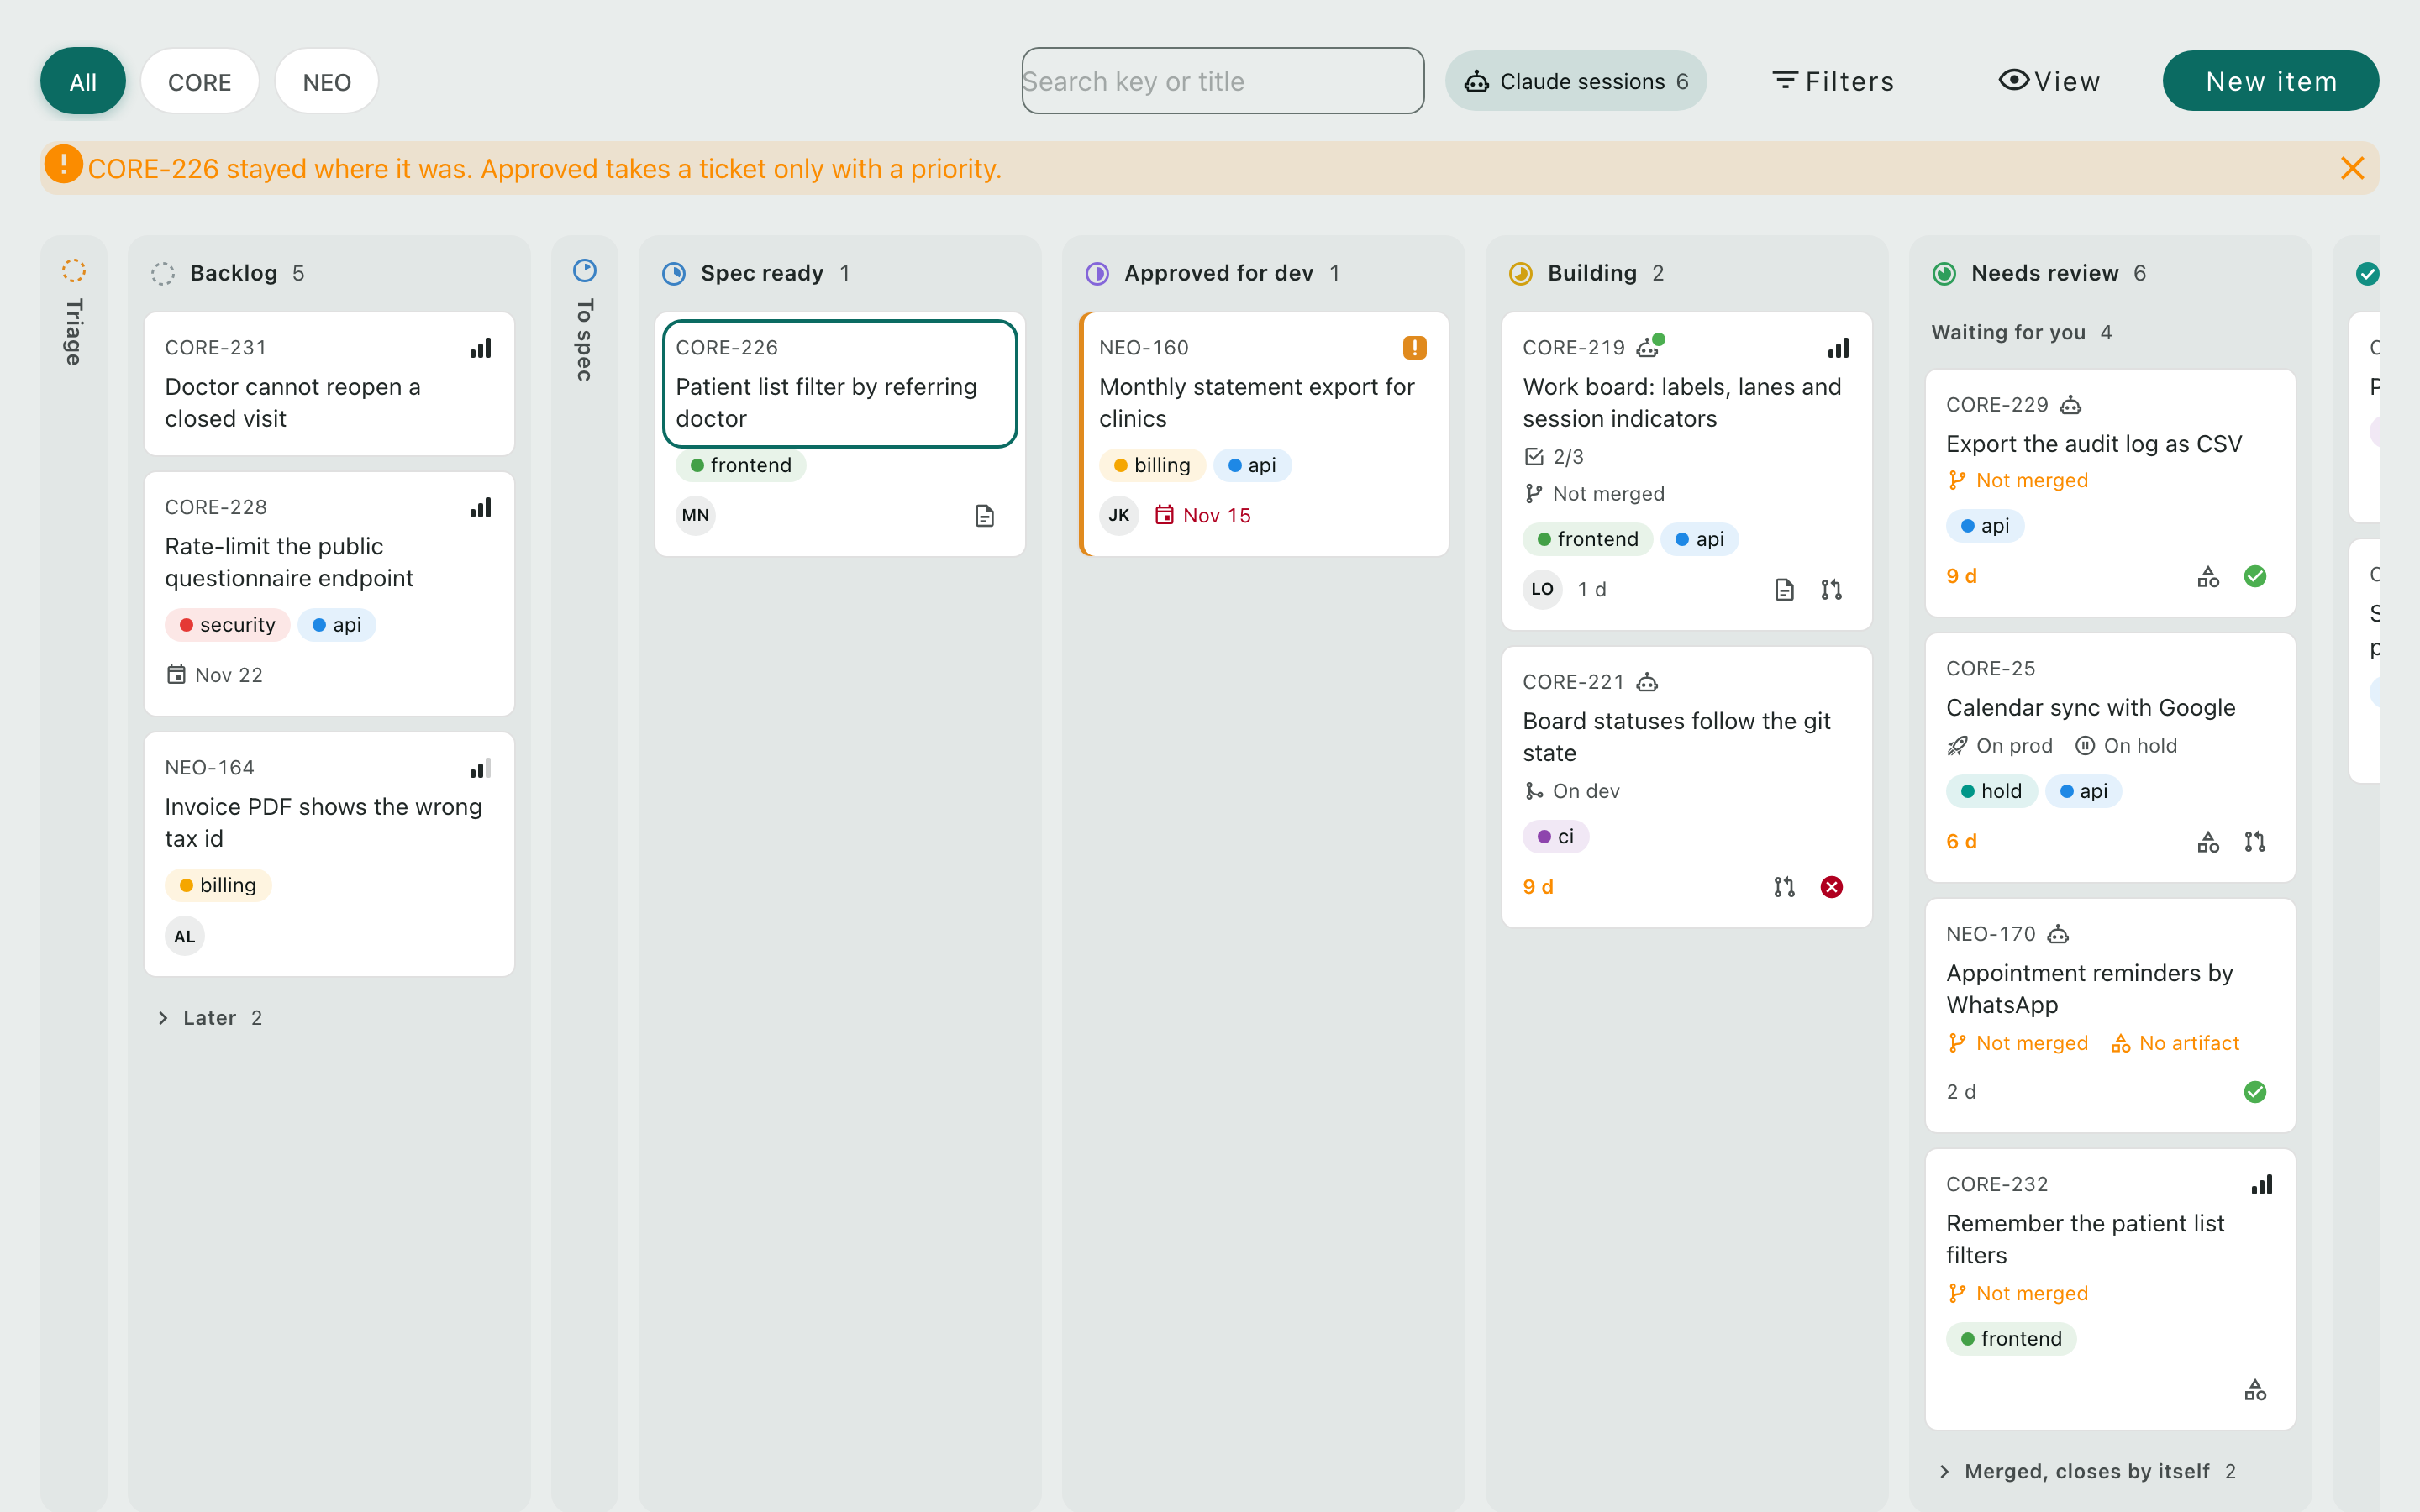 All
CORE
NEO
Search key or title
Claude sessions 6
Filters
View
New item
CORE-226 stayed where it was. Approved takes a ticket only with a priority.
Triage
Backlog 5
CORE-231
Doctor cannot reopen a
closed visit
CORE-228
Rate-limit the public
questionnaire endpoint
security
api
Nov 22
NEO-164
Invoice PDF shows the wrong
tax id
billing
AL
Later 2
To spec
Spec ready 1
CORE-226
Patient list filter by referring
doctor
frontend
MN
Approved for dev 1
NEO-160
Monthly statement export for
clinics
billing
api
JK
Nov 15
Building 2
CORE-219
Work board: labels, lanes and
session indicators
2/3
Not merged
frontend
api
LO
1 d
CORE-221
Board statuses follow the git
state
On dev
ci
9 d
Needs review 6
Waiting for you 4
CORE-229
Export the audit log as CSV
Not merged
api
9 d
CORE-25
Calendar sync with Google
On prod
On hold
hold
api
6 d
NEO-170
Appointment reminders by
WhatsApp
Not merged
No artifact
2 d
CORE-232
Remember the patient list
filters
Not merged
frontend
Merged, closes by itself 2